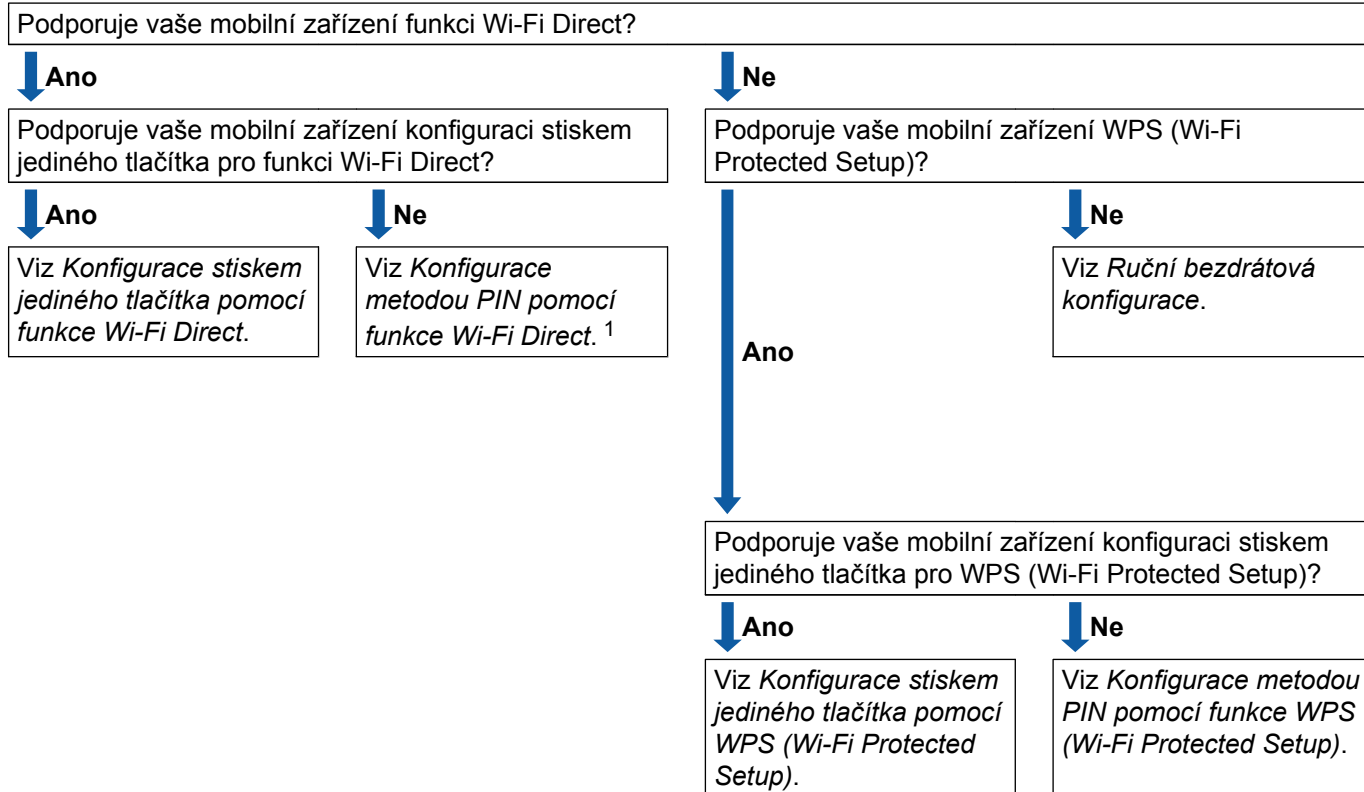 Podporuje vaše mobilní zařízení funkci Wi-Fi Direct?
Ano
Ne
Podporuje vaše mobilní zařízení konfiguraci stiskem
jediného tlačítka pro funkci Wi-Fi Direct?
Podporuje vaše mobilní zařízení WPS (Wi-Fi
Protected Setup)?
Ano
Ne
Ne
Viz Konfigurace stiskem
jediného tlačítka pomocí
funkce Wi-Fi Direct.
Viz Konfigurace
metodou PIN pomocí
funkce Wi-Fi Direct. 1
Viz Ruční bezdrátová
konfigurace.
Ano
Podporuje vaše mobilní zařízení konfiguraci stiskem
jediného tlačítka pro WPS (Wi-Fi Protected Setup)?
Ano
Ne
Viz Konfigurace stiskem
jediného tlačítka pomocí
WPS (Wi-Fi Protected
Setup).
Viz Konfigurace metodou
PIN pomocí funkce WPS
(Wi-Fi Protected Setup).